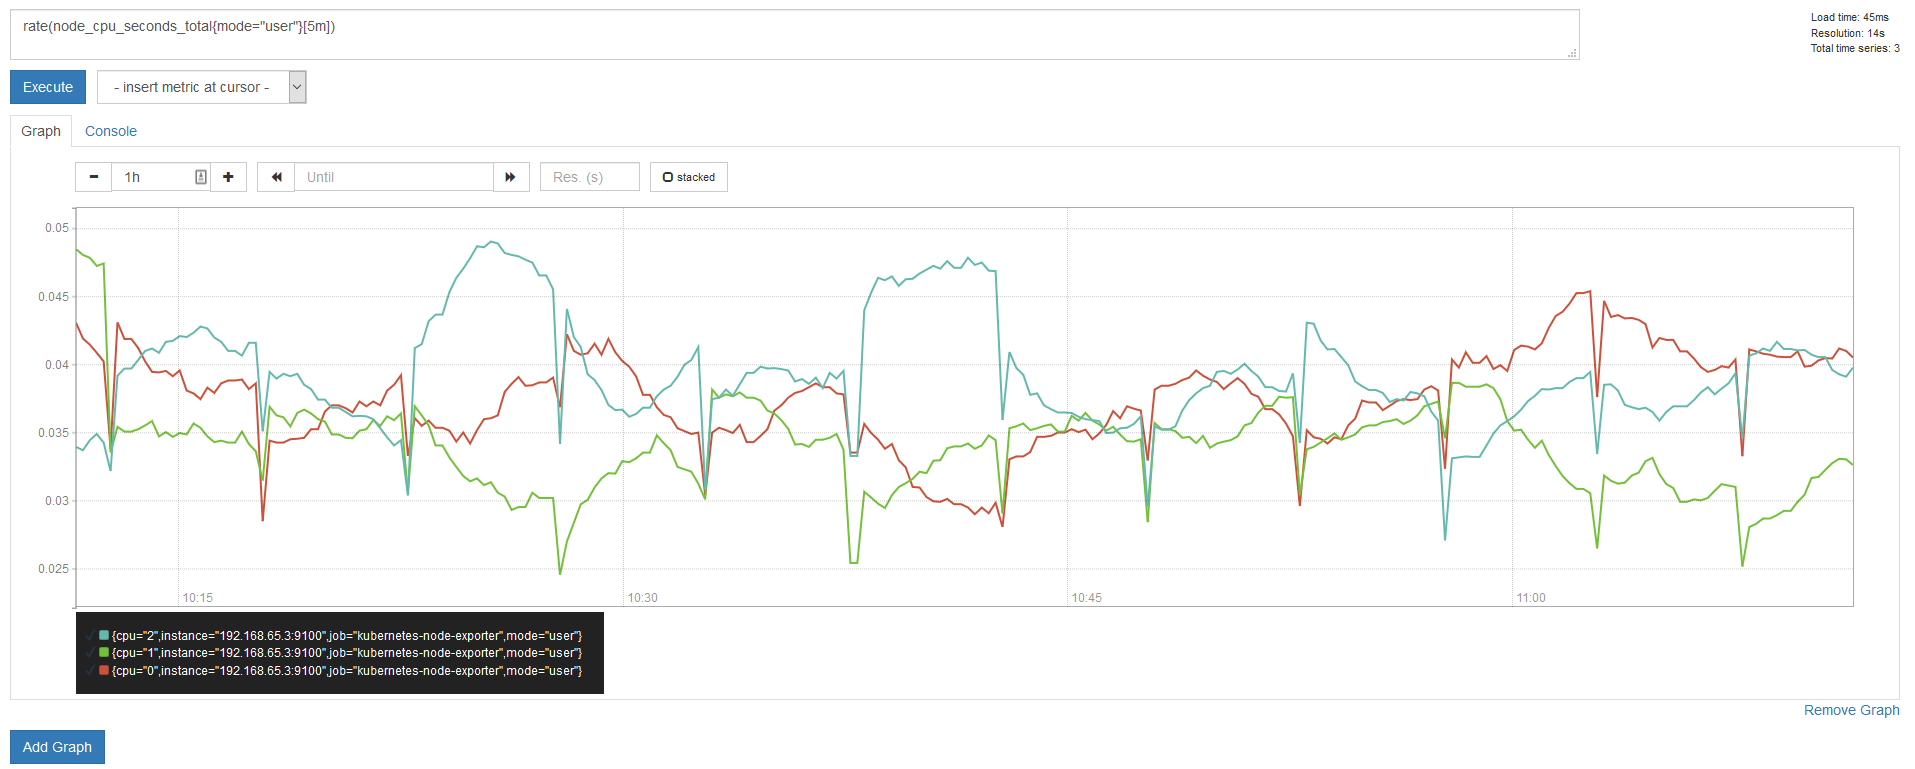 rate(node_cpu_seconds_total{mode="user"}[5m])
Load time: 45ms
Resolution: 14s
Total time series: 3
Execute
- insert metric at cursor -
Graph
Console
1h
Until
Res. (s)
stacked
0.05
0.045
0.04
0.035
0.03
0.025
10:15
10:30
10:45
11:00
{cpu="2",instance="192.168.65.3:9100",job="kubernetes-node-exporter",mode="user"}
{cpu="1",instance="192.168.65.3:9100",job="kubernetes-node-exporter",mode="user"}
{cpu="0",instance="192.168.65.3:9100",job="kubernetes-node-exporter",mode="user"}
Remove Graph
Add Graph